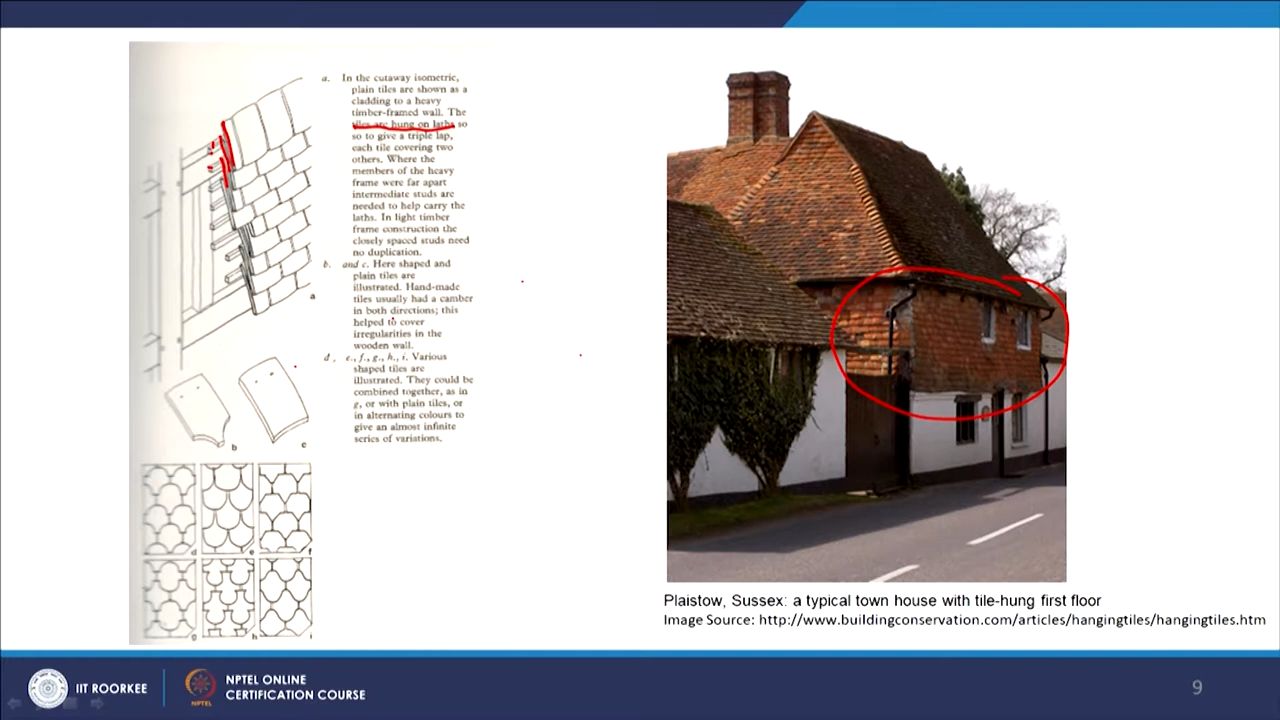 a. In the cutaway isometric,
plain tiles are shown as a
cladding to a heavy
timber-framed wall. The
tiles are hung on laths so
so to give a triple lap,
each tile covering two
others. Where the
members of the heavy
frame were far apart
intermediate studs are
needed to help carry the
laths. In light timber
frame construction the
closely spaced studs need
no duplication.
b. and c. Here shaped and
plain tiles are
illustrated. Hand-made
tiles usually had a camber
in both directions; this
helped to cover
irregularities in the
wooden wall.
d, e., f., g., h., i. Various
shaped tiles are
illustrated. They could be
combined together, as in
g, or with plain tiles, or
in alternating colours to
give an almost infinite
series of variations.
a
b
c
d
e
f
g
h
i
Plaistow, Sussex: a typical town house with tile-hung first floor
Image Source: http://www.buildingconservation.com/articles/hangingtiles/hangingtiles.htm
IIT ROORKEE
NPTEL
NPTEL ONLINE
CERTIFICATION COURSE
9